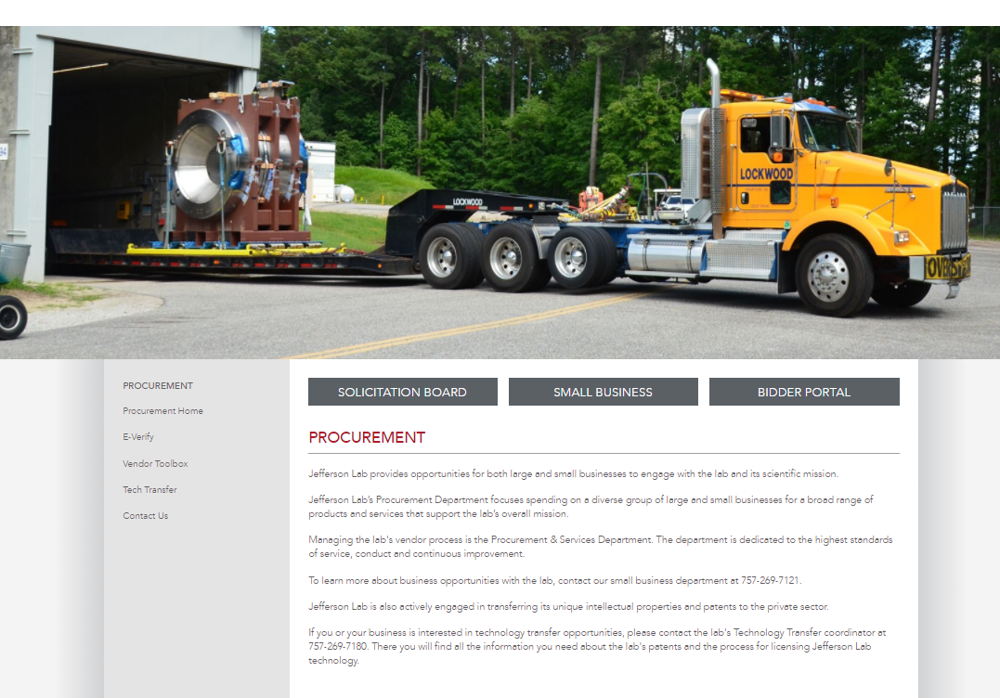 94
LOCKWOOD
LOCKWOOD
PROCUREMENT
Procurement Home
E-Verify
Vendor Toolbox
Tech Transfer
Contact Us
SOLICITATION BOARD
SMALL BUSINESS
BIDDER PORTAL
PROCUREMENT
Jefferson Lab provides opportunities for both large and small businesses to engage with the lab and its scientific mission.
Jefferson Lab's Procurement Department focuses spending on a diverse group of large and small businesses for a broad range of
products and services that support the lab's overall mission.
Managing the lab's vendor process is the Procurement & Services Department. The department is dedicated to the highest standards
of service, conduct and continuous improvement.
To learn more about business opportunities with the lab, contact our small business department at 757-269-7121.
Jefferson Lab is also actively engaged in transferring its unique intellectual properties and patents to the private sector.
If you or your business is interested in technology transfer opportunities, please contact the lab's Technology Transfer coordinator at
757-269-7180. There you will find all the information you need about the lab's patents and the process for licensing Jefferson Lab
technology.